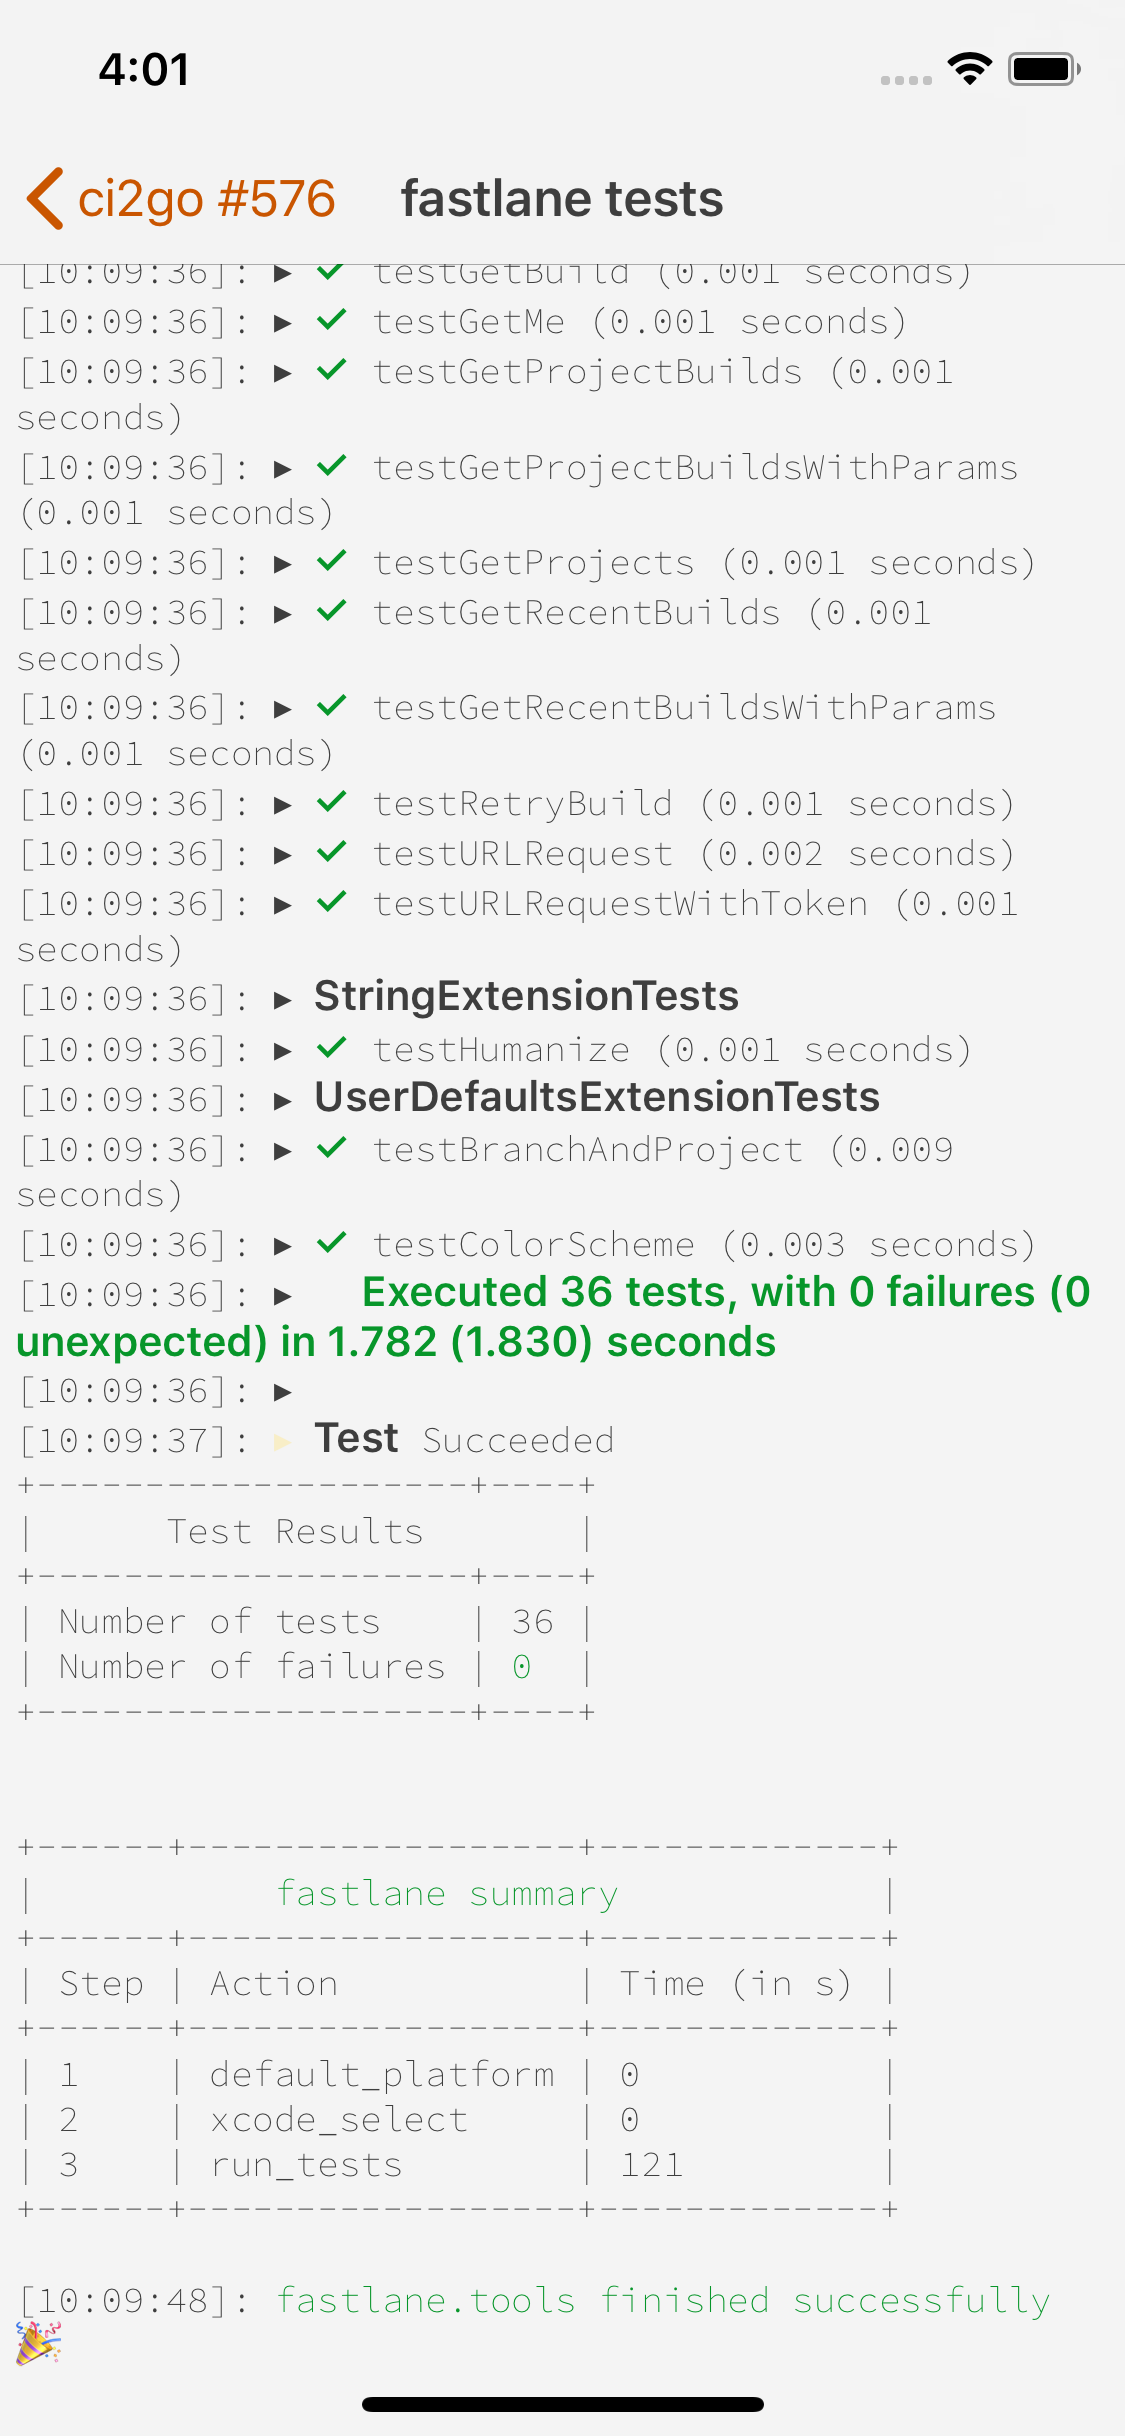 4:01
ci2go #576 fastlane tests
[10:09:36]: ▸ ✓ testGetBuild (0.001 seconds)
[10:09:36]: ▸ ✓ testGetMe (0.001 seconds)
[10:09:36]: ▸ ✓ testGetProjectBuilds (0.001
seconds)
[10:09:36]: ▸ ✓ testGetProjectBuildsWithParams
(0.001 seconds)
[10:09:36]: ▸ ✓ testGetProjects (0.001 seconds)
[10:09:36]: ▸ ✓ testGetRecentBuilds (0.001
seconds)
[10:09:36]: ▸ ✓ testGetRecentBuildsWithParams
(0.001 seconds)
[10:09:36]: ▸ ✓ testRetryBuild (0.001 seconds)
[10:09:36]: ▸ ✓ testURLRequest (0.002 seconds)
[10:09:36]: ▸ ✓ testURLRequestWithToken (0.001
seconds)
[10:09:36]: ▸ StringExtensionTests
[10:09:36]: ▸ ✓ testHumanize (0.001 seconds)
[10:09:36]: ▸ UserDefaultsExtensionTests
[10:09:36]: ▸ ✓ testBranchAndProject (0.009
seconds)
[10:09:36]: ▸ ✓ testColorScheme (0.003 seconds)
[10:09:36]: ▸ Executed 36 tests, with 0 failures (0
unexpected) in 1.782 (1.830) seconds
[10:09:36]: ▸
[10:09:37]: ▸ Test Succeeded
+--------------------+----+
|      Test Results       |
+--------------------+----+
| Number of tests    | 36 |
| Number of failures | 0  |
+--------------------+----+
+------+------------------+-------------+
|           fastlane summary            |
+------+------------------+-------------+
| Step | Action           | Time (in s) |
+------+------------------+-------------+
| 1    | default_platform | 0           |
| 2    | xcode_select     | 0           |
| 3    | run_tests        | 121         |
+------+------------------+-------------+
[10:09:48]: fastlane.tools finished successfully
🎉